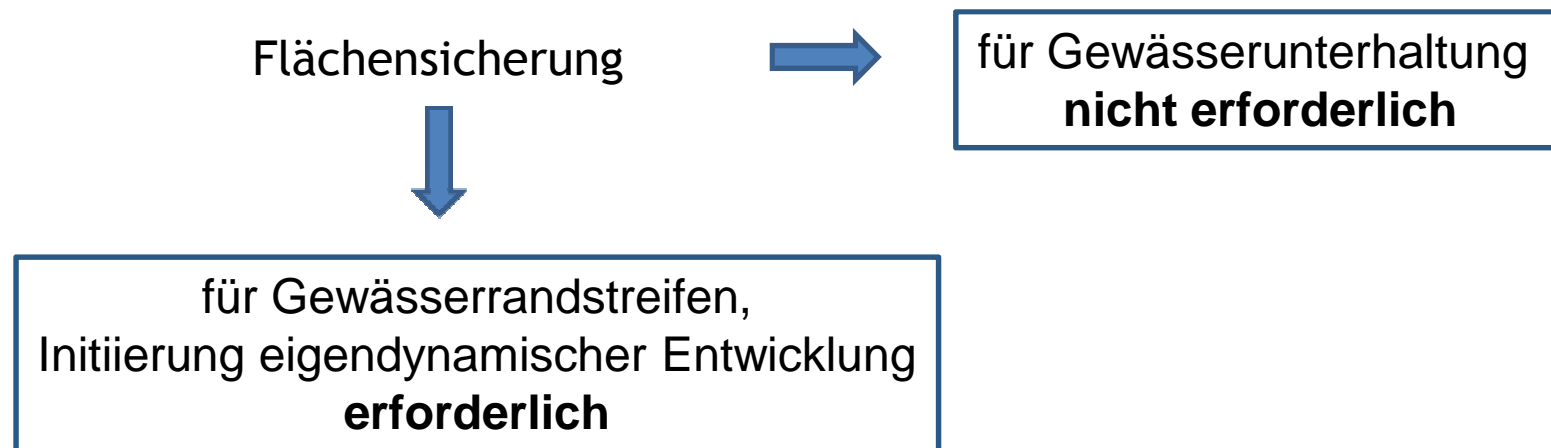 Flächensicherung
für Gewässerunterhaltung
nicht erforderlich
für Gewässerrandstreifen,
Initiierung eigendynamischer Entwicklung
erforderlich